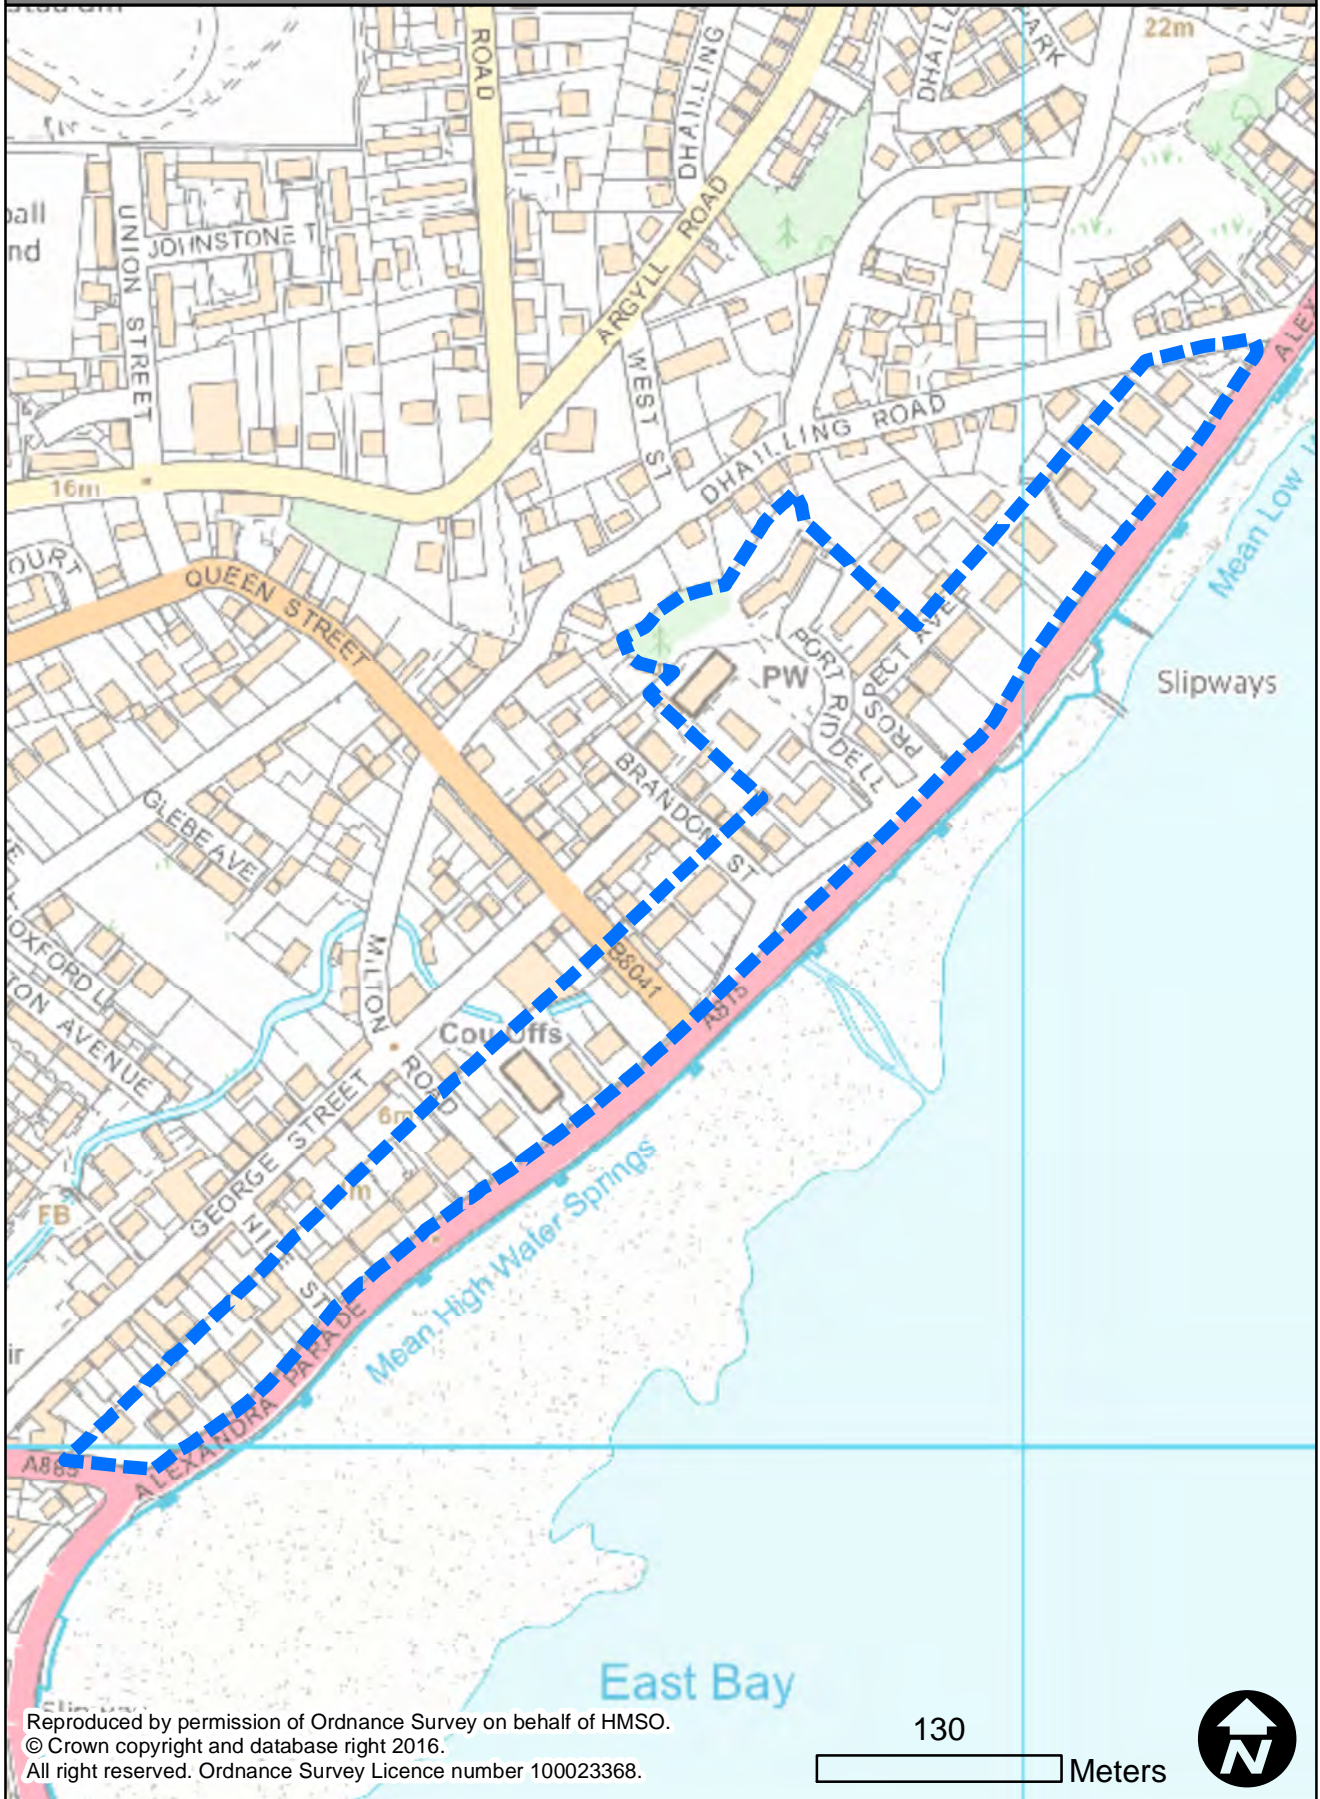 22m
ROAD
DHAILLING
DHAILL
ARK
UNION STREET
JOHNSTONE T
ARGYLL ROAD
ALEX
WEST ST
DHAILLING ROAD
16m
OURT
QUEEN STREET
Mean Low
Slipways
PW
PORT RIDDELL
PROSPECT AVE
BRANDON ST
GLEBE AVE
OXFORD L
TON AVENUE
MILTON ROAD
B8041
A815
Cou Offs
6m
m
GEORGE STREET
FB
ST
ir
Mean High Water Springs
ALEXANDRA PARADE
A885
East Bay
Reproduced by permission of Ordnance Survey on behalf of HMSO.
© Crown copyright and database right 2016.
All right reserved. Ordnance Survey Licence number 100023368.
130
Meters
N